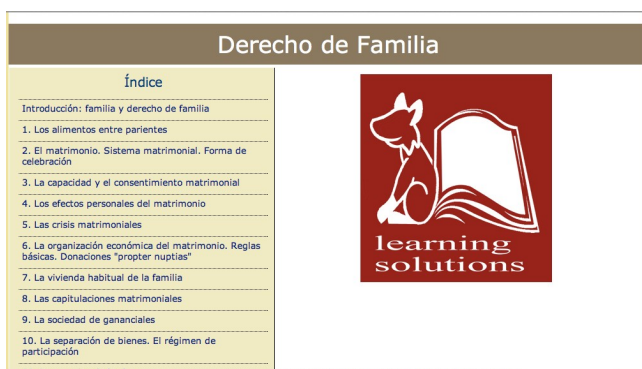 Derecho de Familia
Índice
Introducción: familia y derecho de familia
1. Los alimentos entre parientes
2. El matrimonio. Sistema matrimonial. Forma de
celebración
3. La capacidad y el consentimiento matrimonial
4. Los efectos personales del matrimonio
5. Las crisis matrimoniales
6. La organización económica del matrimonio. Reglas
básicas. Donaciones "propter nuptias"
7. La vivienda habitual de la familia
8. Las capitulaciones matrimoniales
9. La sociedad de gananciales
10. La separación de bienes. El régimen de
participación
learning
solutions